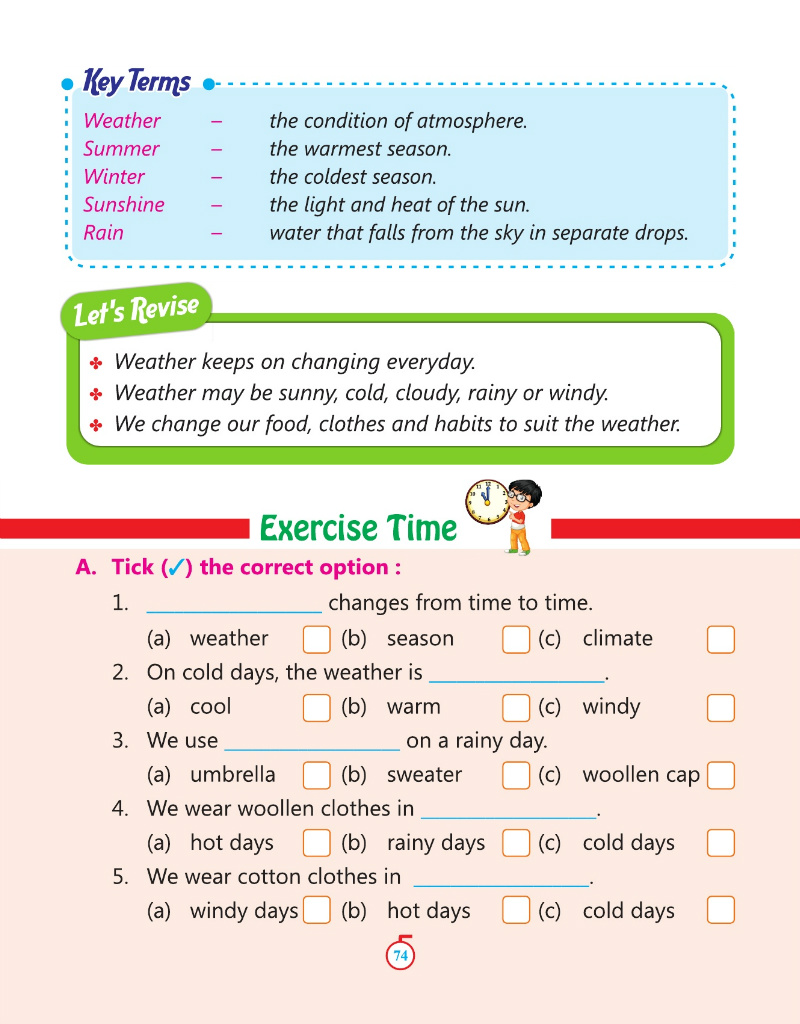 Key Terms
Weather – the condition of atmosphere.
Summer – the warmest season.
Winter – the coldest season.
Sunshine – the light and heat of the sun.
Rain – water that falls from the sky in separate drops.
Let's Revise
✤ Weather keeps on changing everyday.
✤ Weather may be sunny, cold, cloudy, rainy or windy.
✤ We change our food, clothes and habits to suit the weather.
Exercise Time
A. Tick (✓) the correct option :
1. ________________ changes from time to time.
(a) weather (b) season (c) climate
2. On cold days, the weather is ________________.
(a) cool (b) warm (c) windy
3. We use ________________ on a rainy day.
(a) umbrella (b) sweater (c) woollen cap
4. We wear woollen clothes in ________________.
(a) hot days (b) rainy days (c) cold days
5. We wear cotton clothes in ________________.
(a) windy days (b) hot days (c) cold days
74